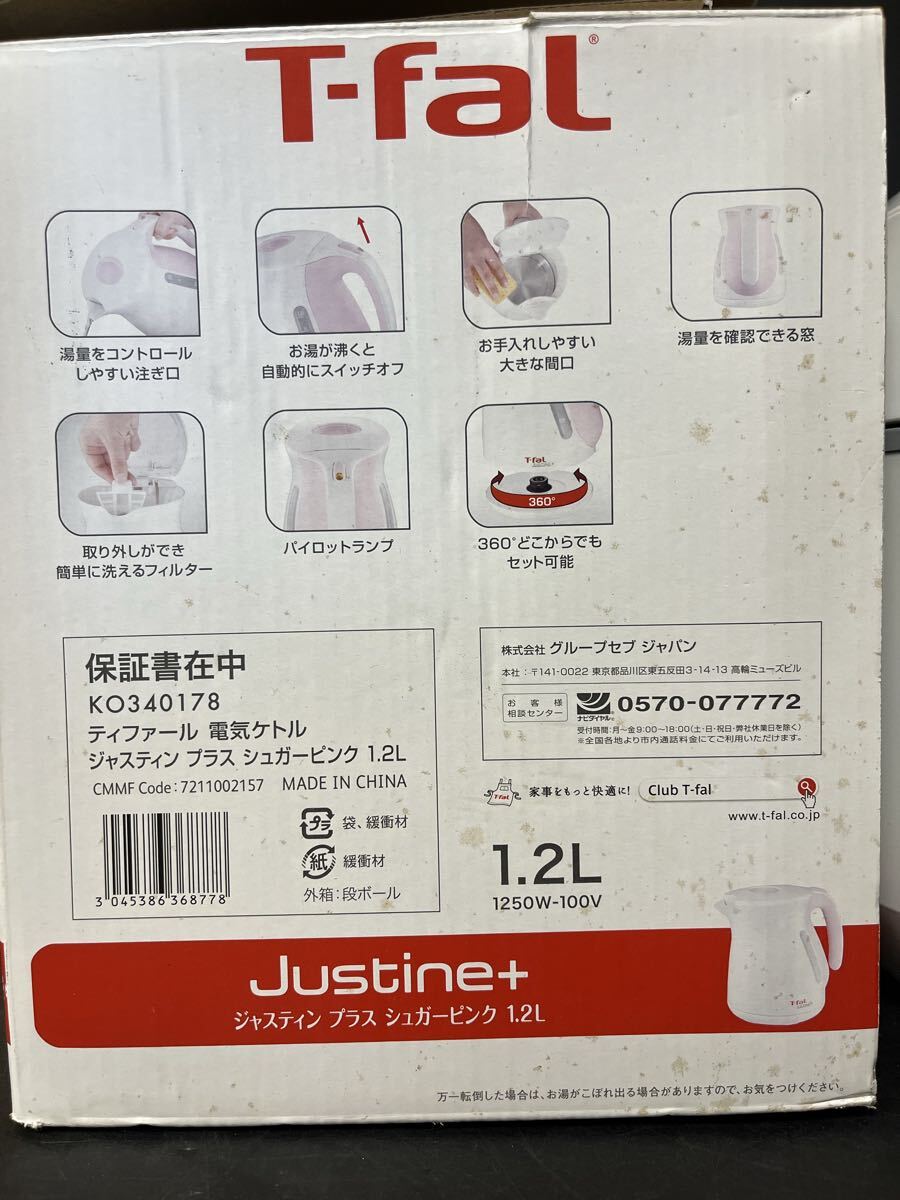 T-fal®
湯量をコントロール
しやすい注ぎ口
お湯が沸くと
自動的にスイッチオフ
お手入れしやすい
大きな間口
湯量を確認できる窓
取り外しができ
簡単に洗えるフィルター
パイロットランプ
T-fal
360°
360°どこからでも
セット可能
保証書在中
KO340178
ティファール 電気ケトル
ジャスティン プラス シュガーピンク 1.2L
CMMF Code:7211002157 MADE IN CHINA
3 045386 368778
プラ 袋、緩衝材
紙 緩衝材
外箱:段ボール
株式会社 グループセブ ジャパン
本社:〒141-0022 東京都品川区東五反田3-14-13 高輪ミューズビル
お客様
相談センター
ナビダイヤル®
0570-077772
受付時間:月〜金9:00〜18:00(土・日・祝日・弊社休業日を除く)
※全国各地より市内通話料金にてご利用いただけます。
T-fal
家事をもっと快適に!
Club T-fal
www.t-fal.co.jp
1.2L
1250W-100V
T-fal
Justine+
ジャスティン プラス シュガーピンク 1.2L
万一転倒した場合は、お湯がこぼれ出る場合がありますので、お気をつけください。